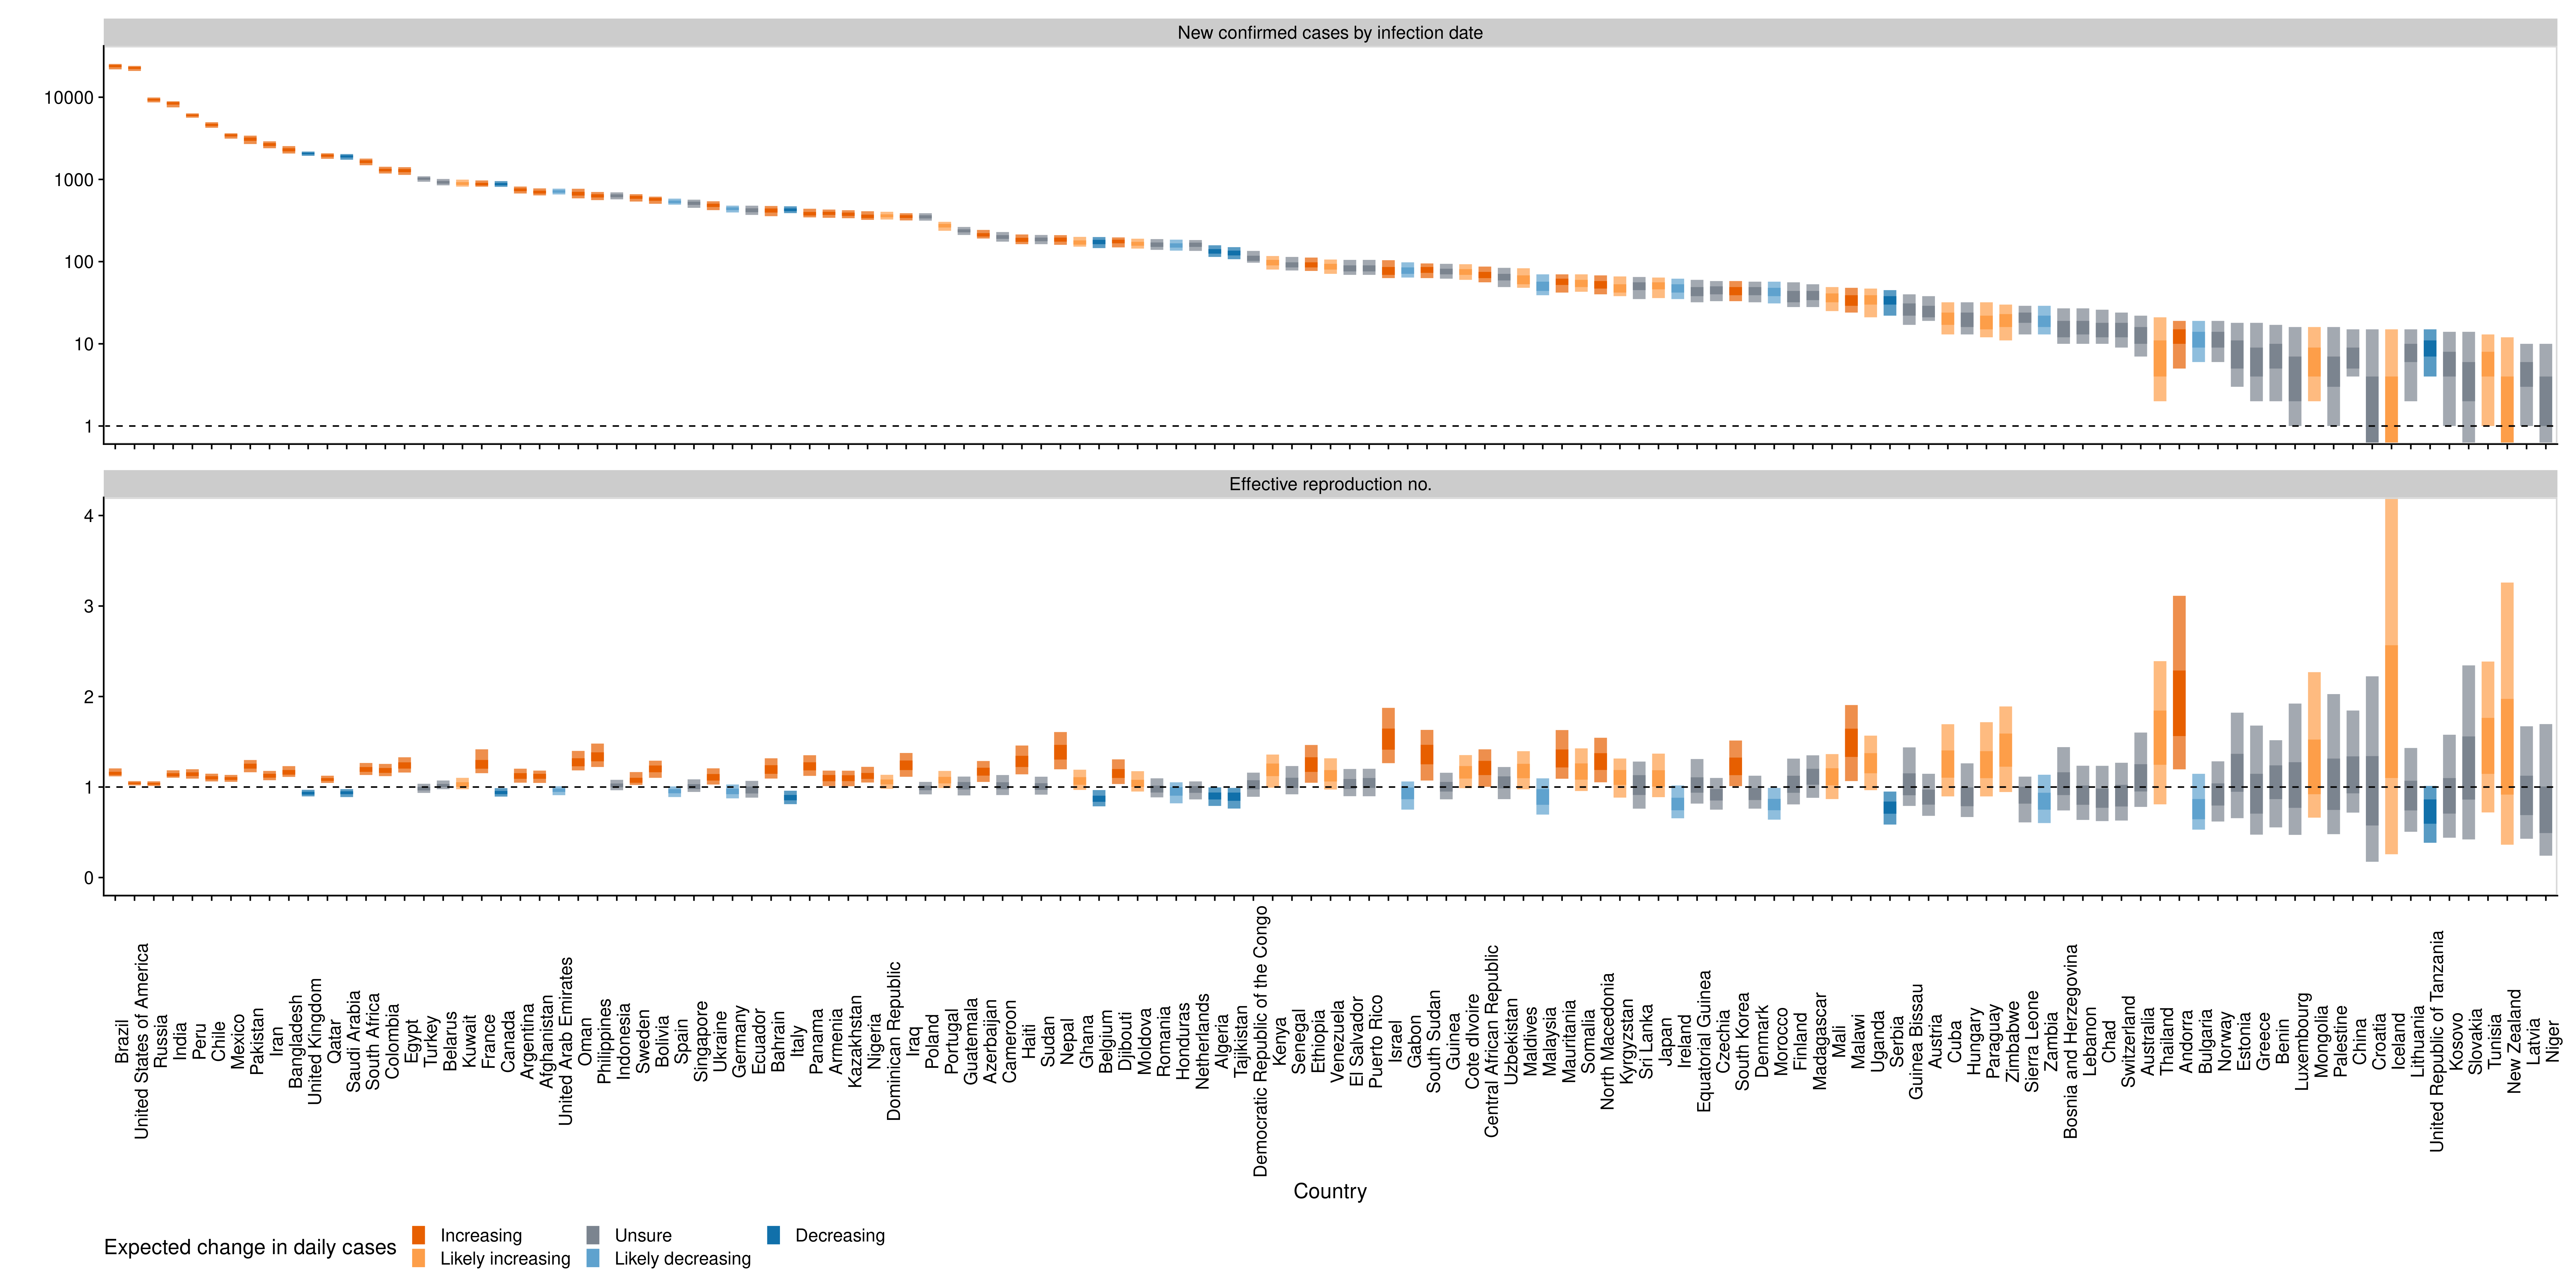 New confirmed cases by infection date
10000
1000
100
10
1
Effective reproduction no.
4
3
2
1
0
Brazil
United States of America
Russia
India
Peru
Chile
Mexico
Pakistan
Iran
Bangladesh
United Kingdom
Qatar
Saudi Arabia
South Africa
Colombia
Egypt
Turkey
Belarus
Kuwait
France
Canada
Argentina
Afghanistan
United Arab Emirates
Oman
Philippines
Indonesia
Sweden
Bolivia
Spain
Singapore
Ukraine
Germany
Ecuador
Bahrain
Italy
Panama
Armenia
Kazakhstan
Nigeria
Dominican Republic
Iraq
Poland
Portugal
Guatemala
Azerbaijan
Cameroon
Haiti
Sudan
Nepal
Ghana
Belgium
Djibouti
Moldova
Romania
Honduras
Netherlands
Algeria
Tajikistan
Democratic Republic of the Congo
Kenya
Senegal
Ethiopia
Venezuela
El Salvador
Puerto Rico
Israel
Gabon
South Sudan
Guinea
Cote dIvoire
Central African Republic
Uzbekistan
Maldives
Malaysia
Mauritania
Somalia
North Macedonia
Kyrgyzstan
Sri Lanka
Japan
Ireland
Equatorial Guinea
Czechia
South Korea
Denmark
Morocco
Finland
Madagascar
Mali
Malawi
Uganda
Serbia
Guinea Bissau
Austria
Cuba
Hungary
Paraguay
Zimbabwe
Sierra Leone
Zambia
Bosnia and Herzegovina
Lebanon
Chad
Switzerland
Australia
Thailand
Andorra
Bulgaria
Norway
Estonia
Greece
Benin
Luxembourg
Mongolia
Palestine
China
Croatia
Iceland
Lithuania
United Republic of Tanzania
Kosovo
Slovakia
Tunisia
New Zealand
Latvia
Niger
Country
Expected change in daily cases
Increasing
Likely increasing
Unsure
Likely decreasing
Decreasing